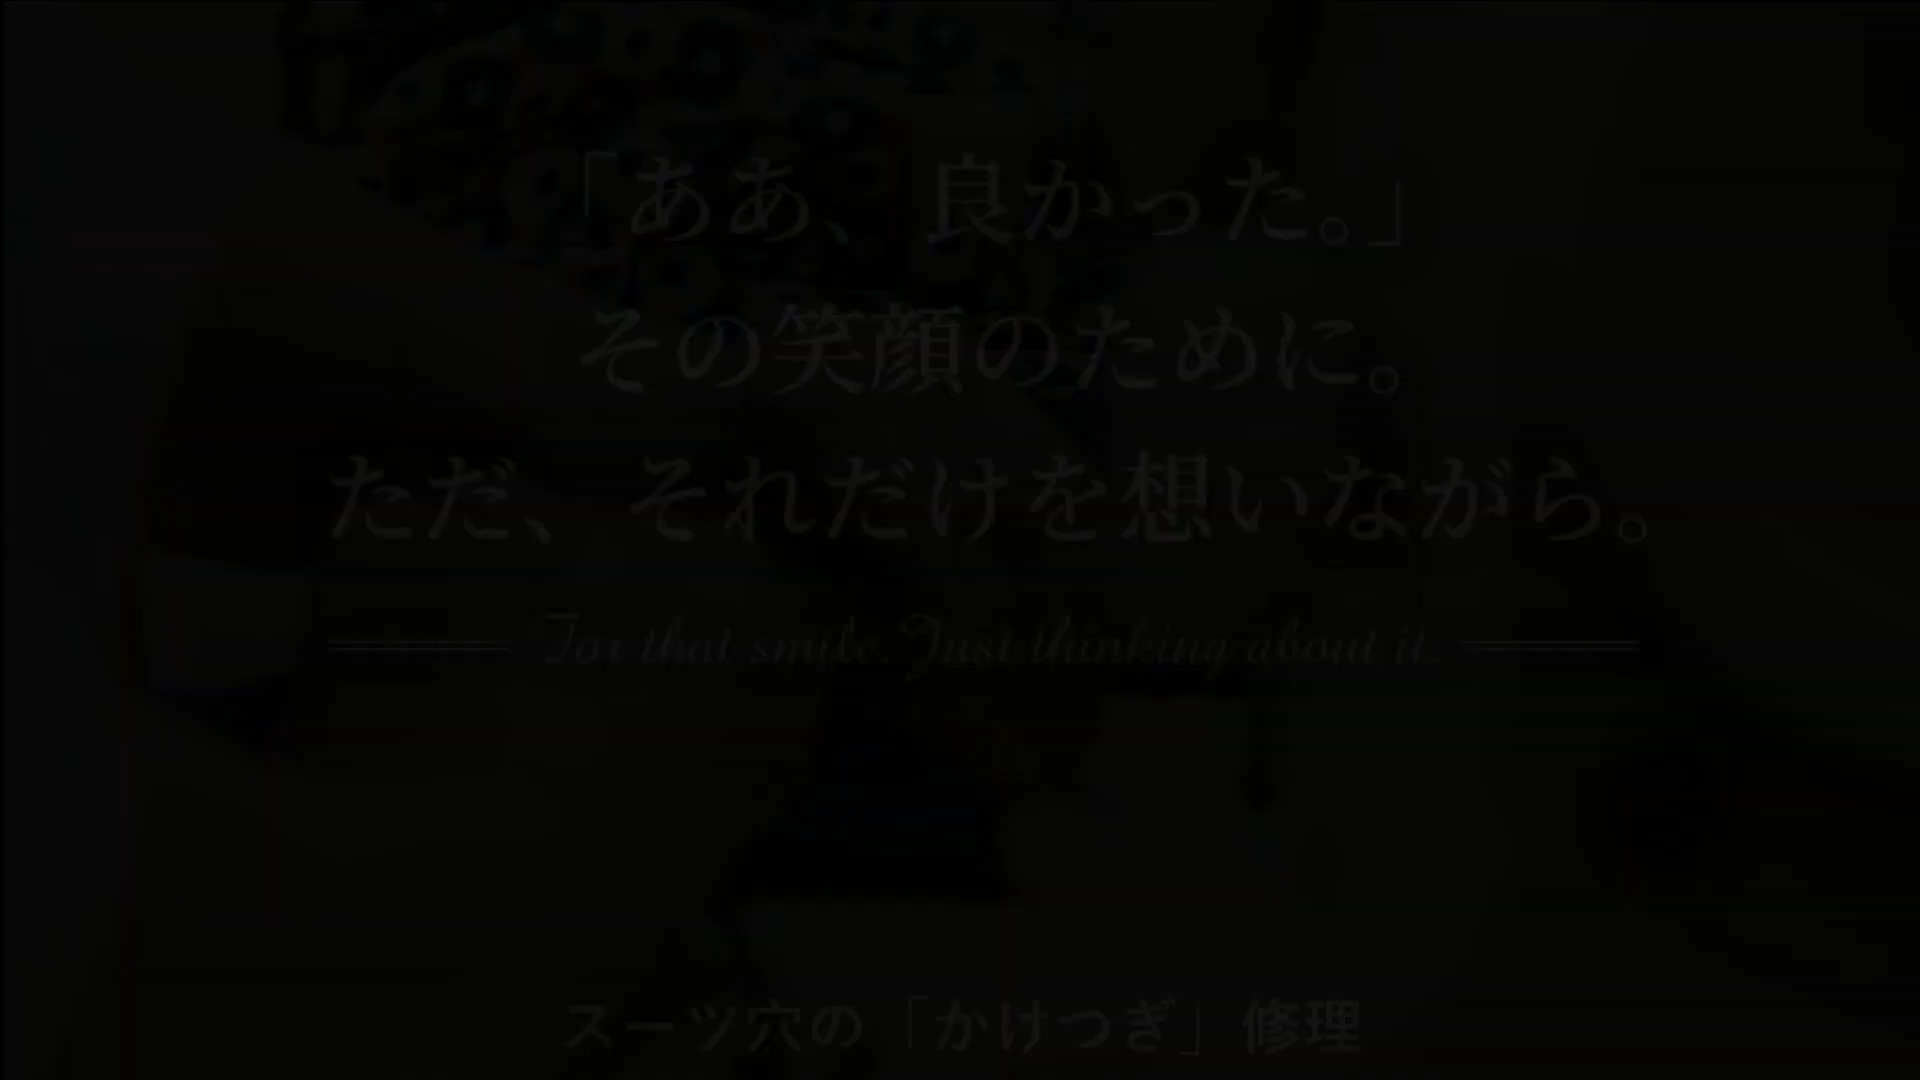 「ああ、良かった。」
その笑顔のために。
ただ、それだけを想いながら。
For that smile. Just thinking about it.
スーツ穴の「かけつぎ」修理